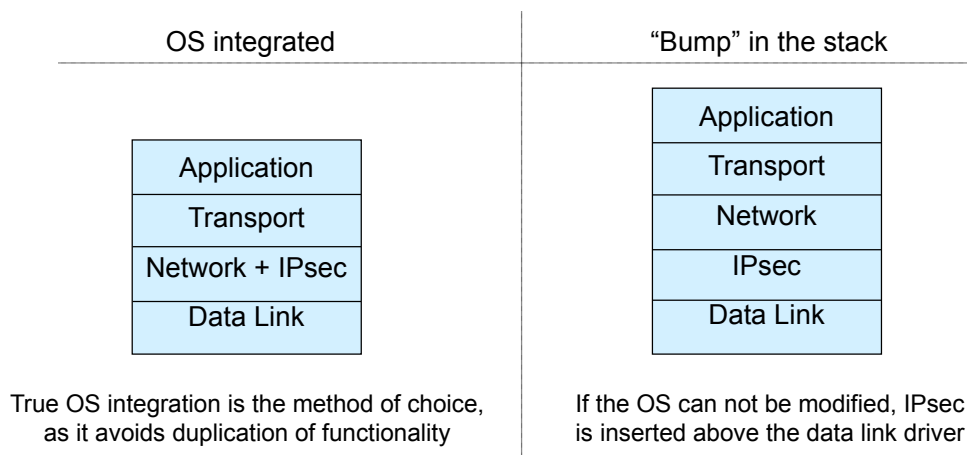 OS integrated
Application
Transport
Network + IPsec
Data Link
True OS integration is the method of choice,
as it avoids duplication of functionality
“Bump” in the stack
Application
Transport
Network
IPsec
Data Link
If the OS can not be modified, IPsec
is inserted above the data link driver